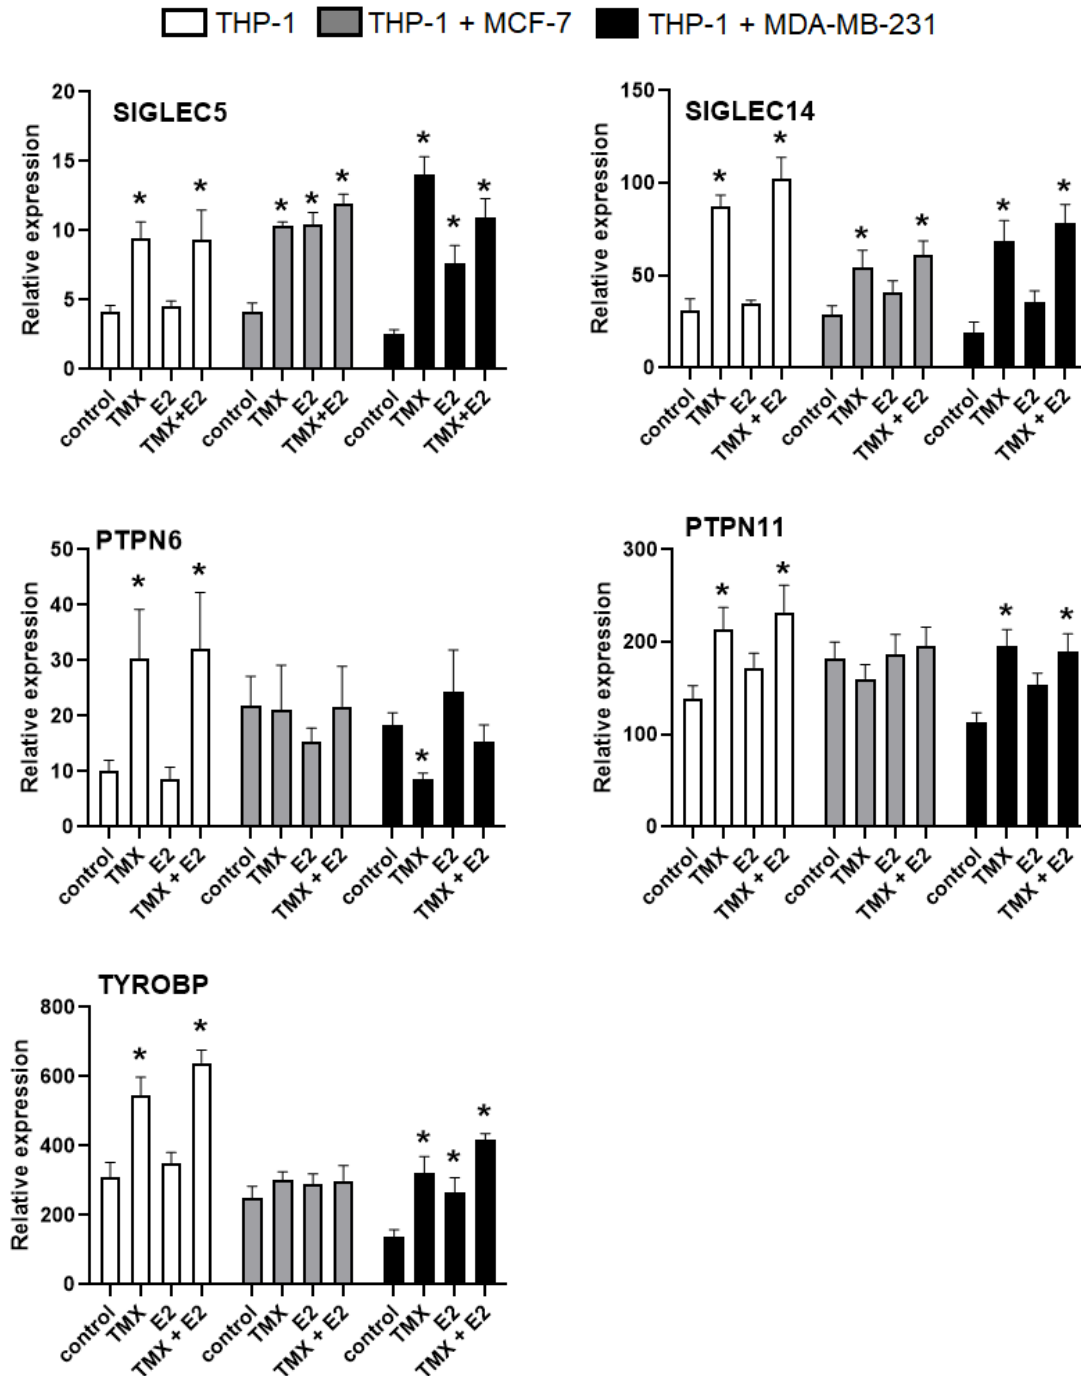 THP-1 THP-1 + MCF-7 THP-1 + MDA-MB-231
SIGLEC5
Relative expression
20
15
10
5
0
* * * * * * * *
control TMX E2 TMX+E2 control TMX E2 TMX+E2 control TMX E2 TMX+E2
SIGLEC14
Relative expression
150
100
50
0
* * * * * *
control TMX E2 TMX + E2 control TMX E2 TMX + E2 control TMX E2 TMX + E2
PTPN6
Relative expression
50
40
30
20
10
0
* * *
control TMX E2 TMX + E2 control TMX E2 TMX + E2 control TMX E2 TMX + E2
PTPN11
Relative expression
300
200
100
0
* * * *
control TMX E2 TMX + E2 control TMX E2 TMX + E2 control TMX E2 TMX + E2
TYROBP
Relative expression
800
600
400
200
0
* * * * *
control TMX E2 TMX + E2 control TMX E2 TMX + E2 control TMX E2 TMX + E2